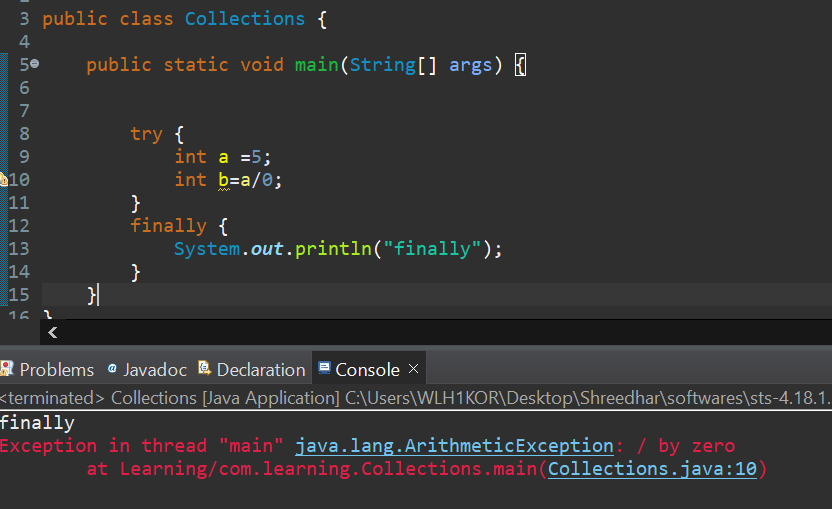 3 public class Collections {
4
5 public static void main(String[] args) {
6
7
8 try {
9 int a =5;
10 int b=a/0;
11 }
12 finally {
13 System.out.println("finally");
14 }
15 }
16 }
Problems @ Javadoc Declaration Console ×
<terminated> Collections [Java Application] C:\Users\WLH1KOR\Desktop\Shreedhar\softwares\sts-4.18.1.
finally
Exception in thread "main" java.lang.ArithmeticException: / by zero
at Learning/com.learning.Collections.main(Collections.java:10)